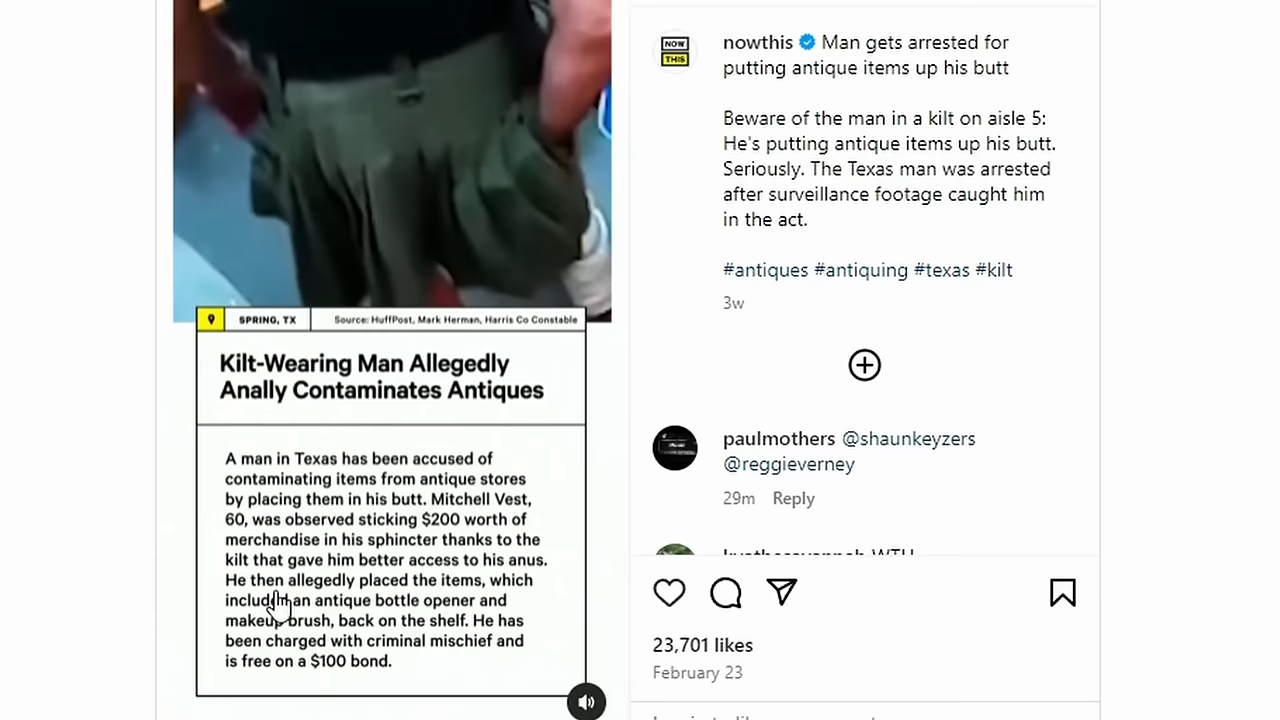 SPRING, TX
Source: HuffPost, Mark Herman, Harris Co Constable
Kilt-Wearing Man Allegedly
Anally Contaminates Antiques
A man in Texas has been accused of
contaminating items from antique stores
by placing them in his butt. Mitchell Vest,
60, was observed sticking $200 worth of
merchandise in his sphincter thanks to the
kilt that gave him better access to his anus.
He then allegedly placed the items, which
an antique bottle opener and
makeup brush, back on the shelf. He has
been charged with criminal mischief and
is free on a $100 bond.
NOW
THIS
nowthis Man gets arrested for
putting antique items up his butt
Beware of the man in a kilt on aisle 5:
He's putting antique items up his butt.
Seriously. The Texas man was arrested
after surveillance footage caught him
in the act.
#antiques #antiquing #texas #kilt
3w
paulmothers @shaunkeyzers
@reggieverney
29m Reply
WTH
23,701 likes
February 23